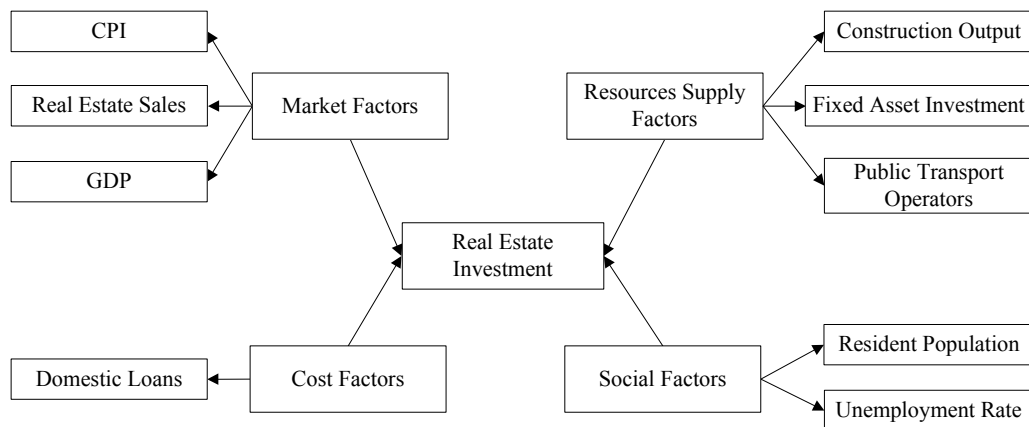 CPI
Real Estate Sales
GDP
Market Factors
Resources Supply
Factors
Construction Output
Fixed Asset Investment
Public Transport
Operators
Real Estate
Investment
Domestic Loans
Cost Factors
Social Factors
Resident Population
Unemployment Rate